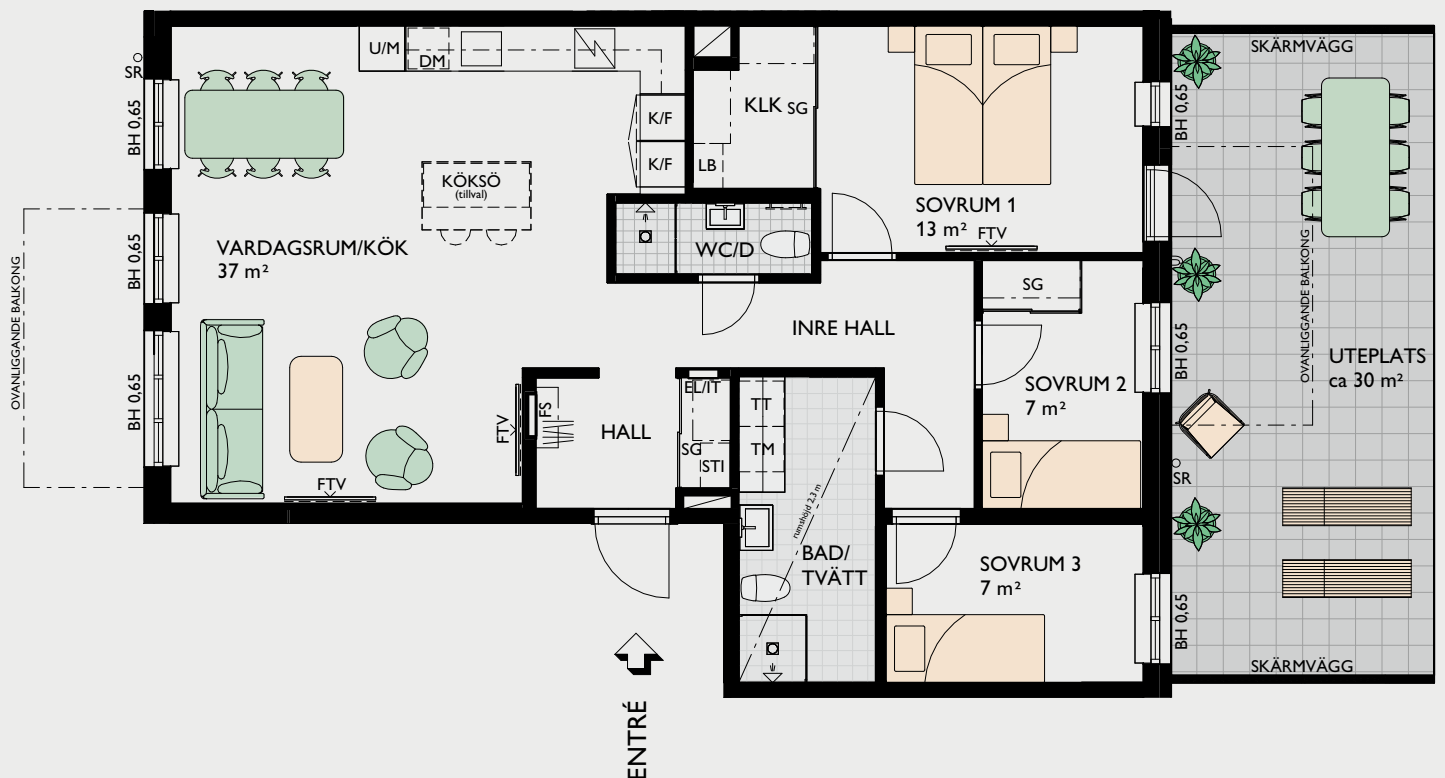 SKÄRMVÄGG
U/M
DM
SR
BH 0,65
K/F
K/F
KLK SG
LB
BH 0,65
KÖKSÖ
(tillval)
SOVRUM 1
13 m²
FTV
VARDAGSRUM/KÖK
37 m²
BH 0,65
WC/D
OVANLIGGANDE BALKONG
OVANLIGGANDE BALKONG
SG
INRE HALL
BH 0,65
UTEPLATS
ca 30 m²
SOVRUM 2
7 m²
BH 0,65
FTV
FS
HALL
EL/IT
SG
STI
TT
TM
FTV
SR
rumshöjd 2,3 m
BAD/
TVÄTT
SOVRUM 3
7 m²
BH 0,65
SKÄRMVÄGG
ENTRÉ